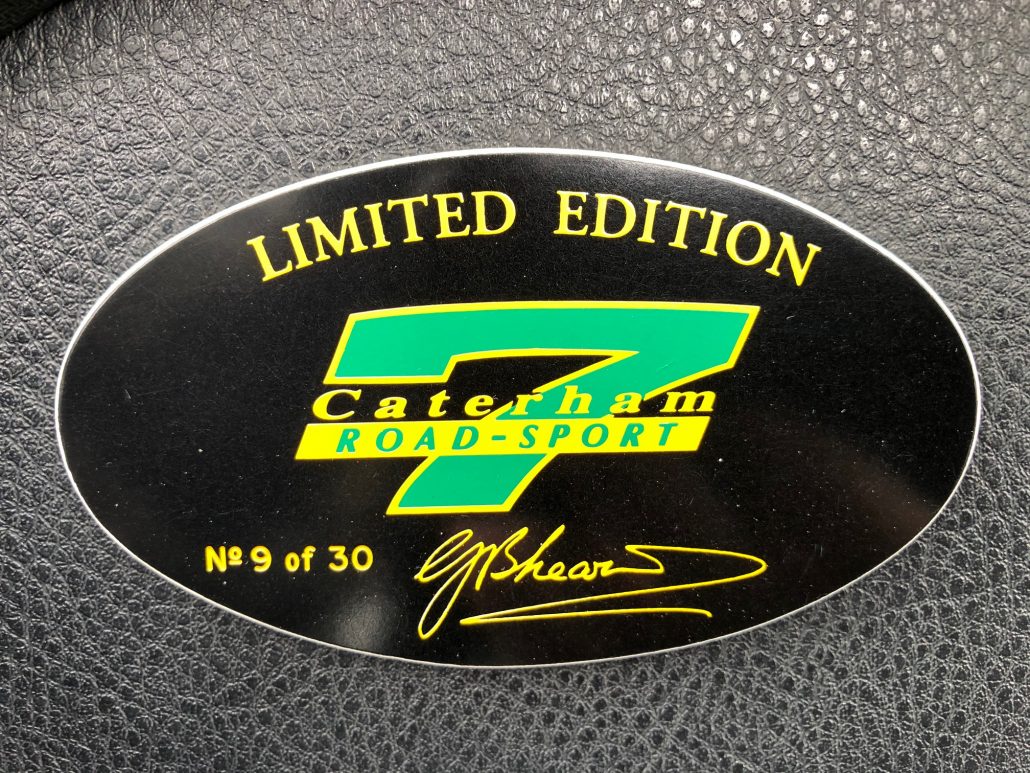 LIMITED EDITION
7
Caterham
ROAD-SPORT
Nº 9 of 30